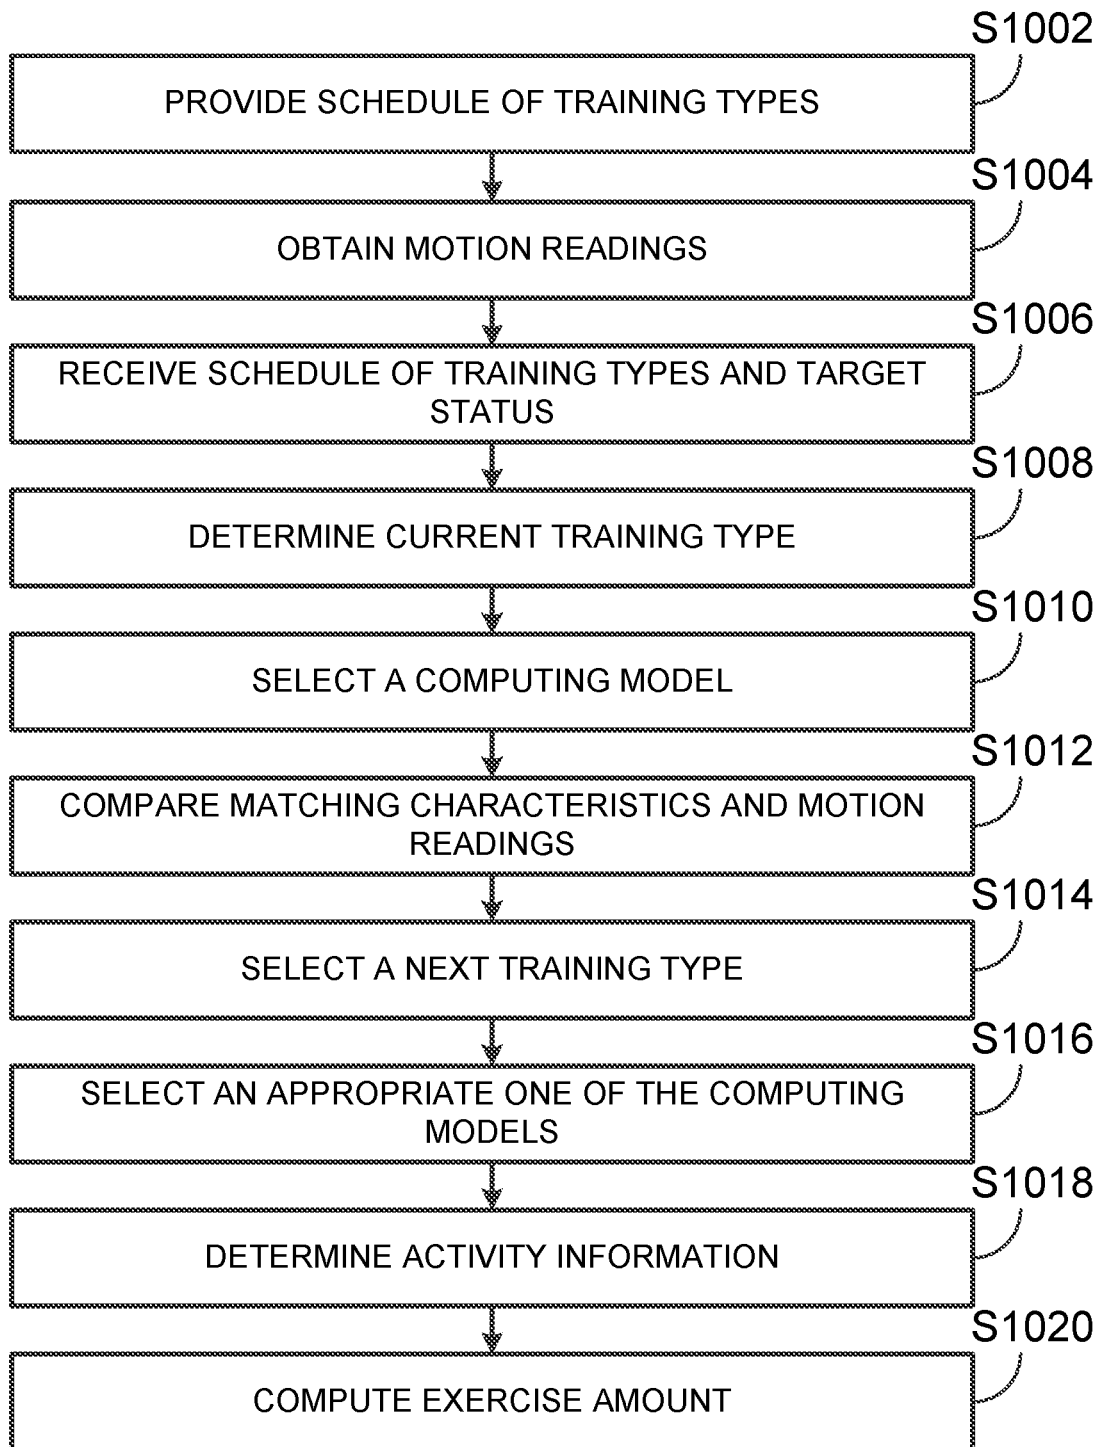 S1002
PROVIDE SCHEDULE OF TRAINING TYPES
S1004
OBTAIN MOTION READINGS
S1006
RECEIVE SCHEDULE OF TRAINING TYPES AND TARGET
STATUS
S1008
DETERMINE CURRENT TRAINING TYPE
S1010
SELECT A COMPUTING MODEL
S1012
COMPARE MATCHING CHARACTERISTICS AND MOTION
READINGS
S1014
SELECT A NEXT TRAINING TYPE
S1016
SELECT AN APPROPRIATE ONE OF THE COMPUTING
MODELS
S1018
DETERMINE ACTIVITY INFORMATION
S1020
COMPUTE EXERCISE AMOUNT